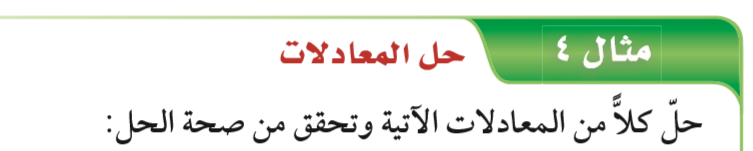 مثال ٤ حل المعادلات
حلّ كلاًّ من المعادلات الآتية وتحقق من صحة الحل: